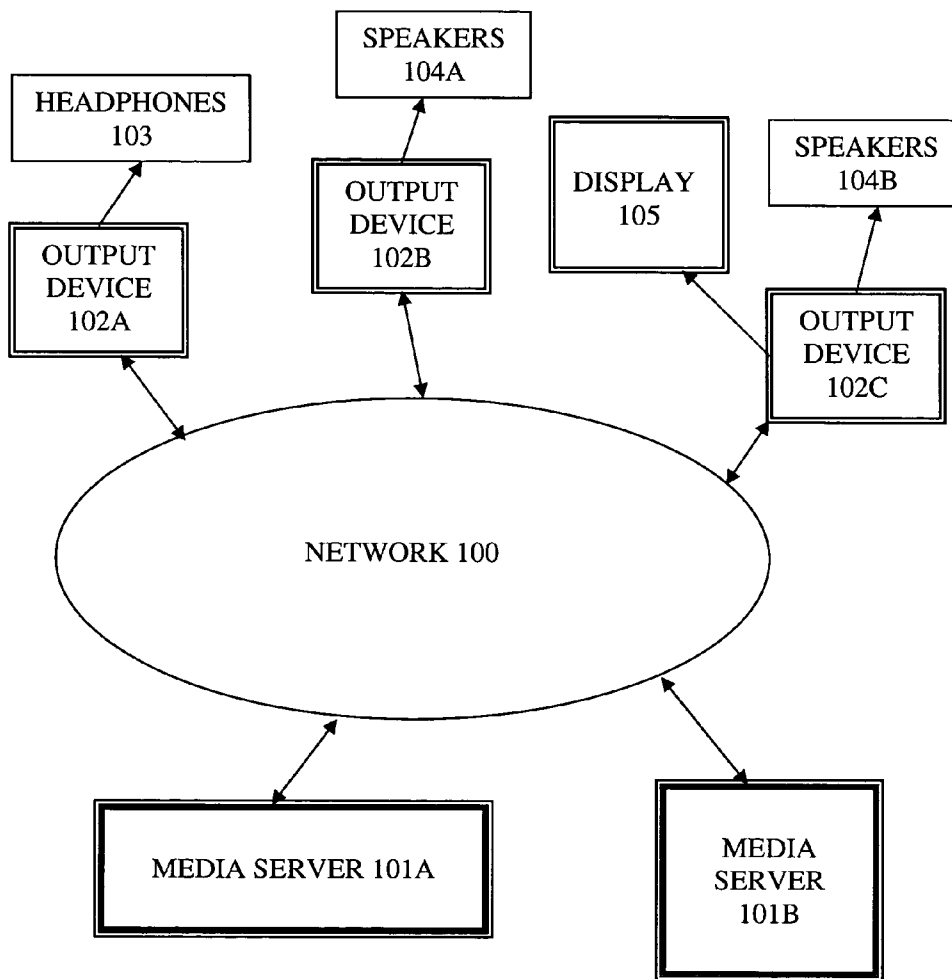 SPEAKERS
104A
HEADPHONES
103
SPEAKERS
104B
DISPLAY
105
OUTPUT
DEVICE
102B
OUTPUT
DEVICE
102A
OUTPUT
DEVICE
102C
NETWORK 100
MEDIA SERVER 101A
MEDIA
SERVER
101B